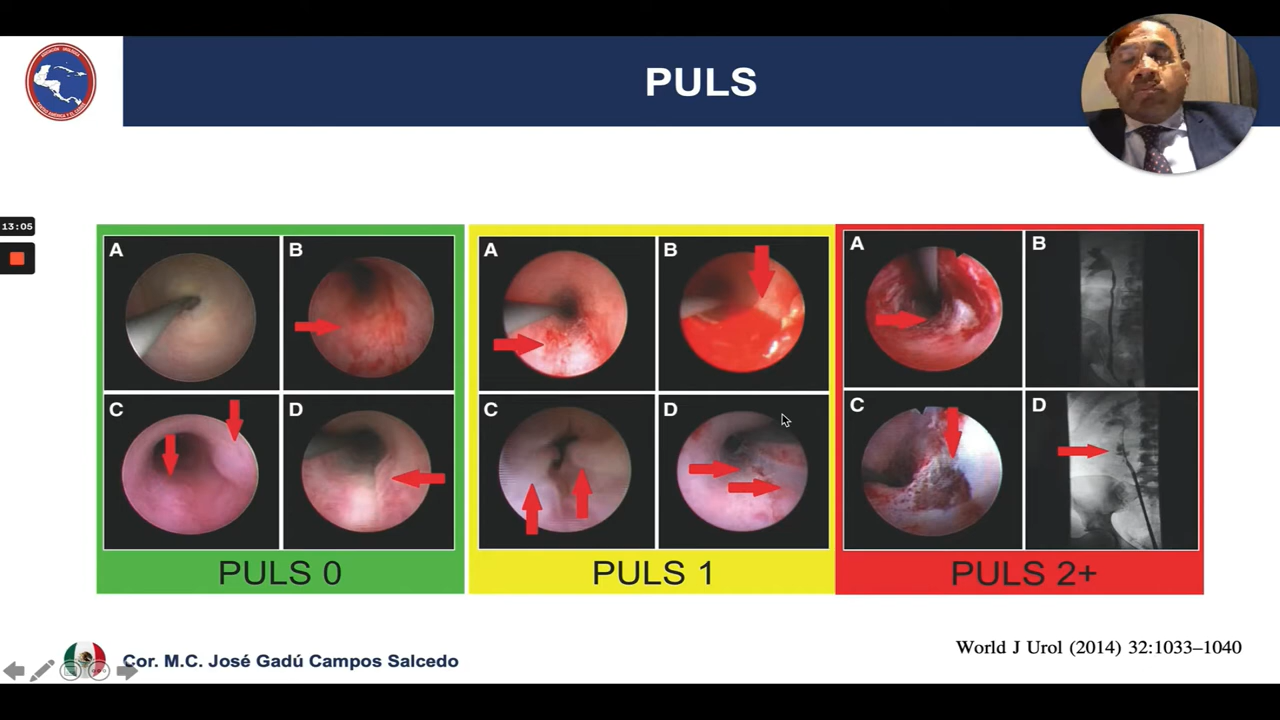 PULS
13:05
A
B
C
D
PULS 0
A
B
C
D
PULS 1
A
B
C
D
PULS 2+
World J Urol (2014) 32:1033–1040
Cor. M.C. José Gadú Campos Salcedo